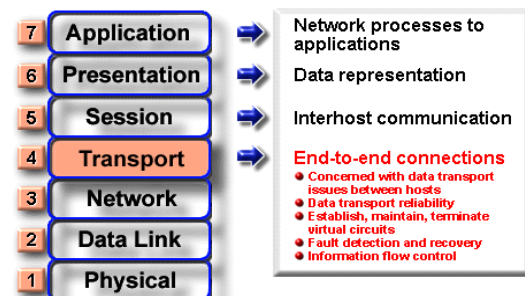 7 Application
Network processes to
applications
6 Presentation
Data representation
5 Session
Interhost communication
4 Transport
End-to-end connections
Concerned with data transport
issues between hosts
Data transport reliability
Establish, maintain, terminate
virtual circuits
Fault detection and recovery
Information flow control
3 Network
2 Data Link
1 Physical